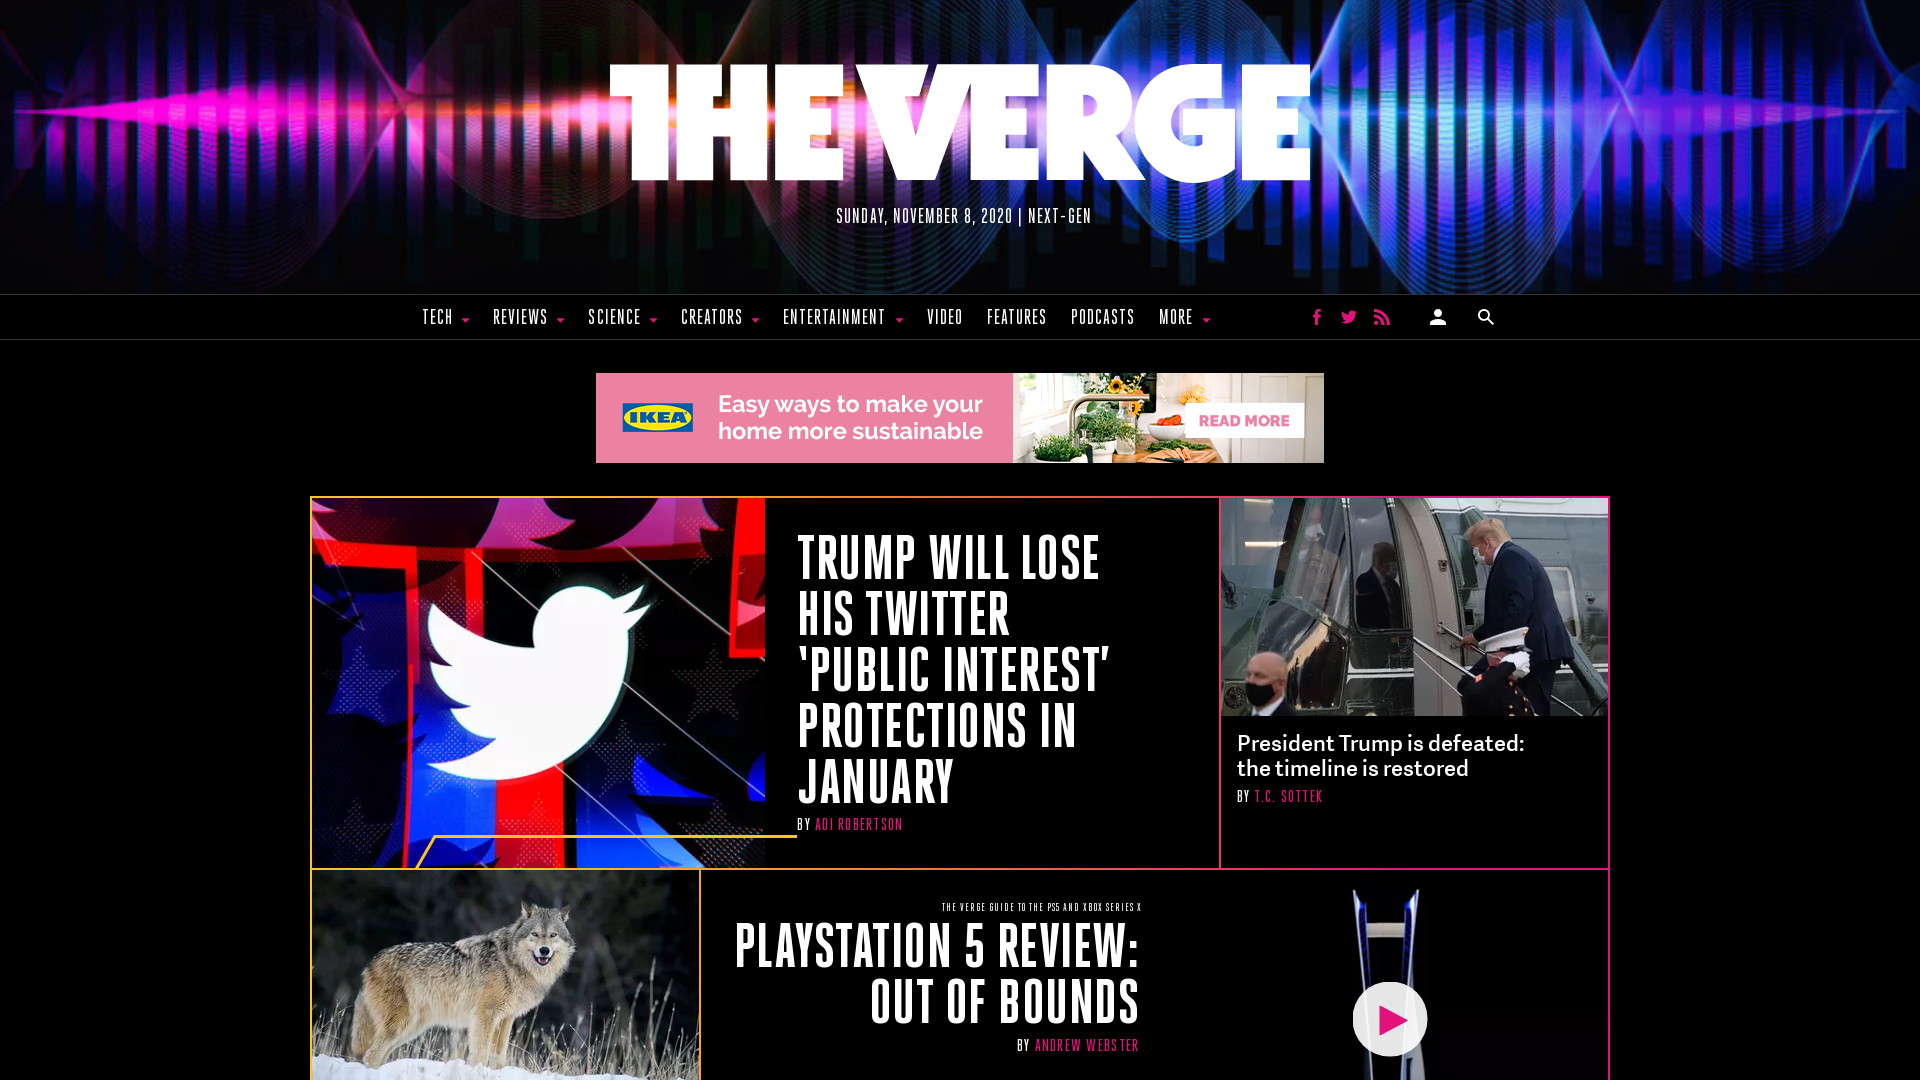 THE VERGE
SUNDAY, NOVEMBER 8, 2020 | NEXT-GEN
TECH REVIEWS SCIENCE CREATORS ENTERTAINMENT VIDEO FEATURES PODCASTS MORE
IKEA
Easy ways to make your
home more sustainable
READ MORE
TRUMP WILL LOSE
HIS TWITTER
‘PUBLIC INTEREST’
PROTECTIONS IN
JANUARY
BY ADI ROBERTSON
President Trump is defeated:
the timeline is restored
BY T.C. SOTTEK
THE VERGE GUIDE TO THE PS5 AND XBOX SERIES X
PLAYSTATION 5 REVIEW:
OUT OF BOUNDS
BY ANDREW WEBSTER